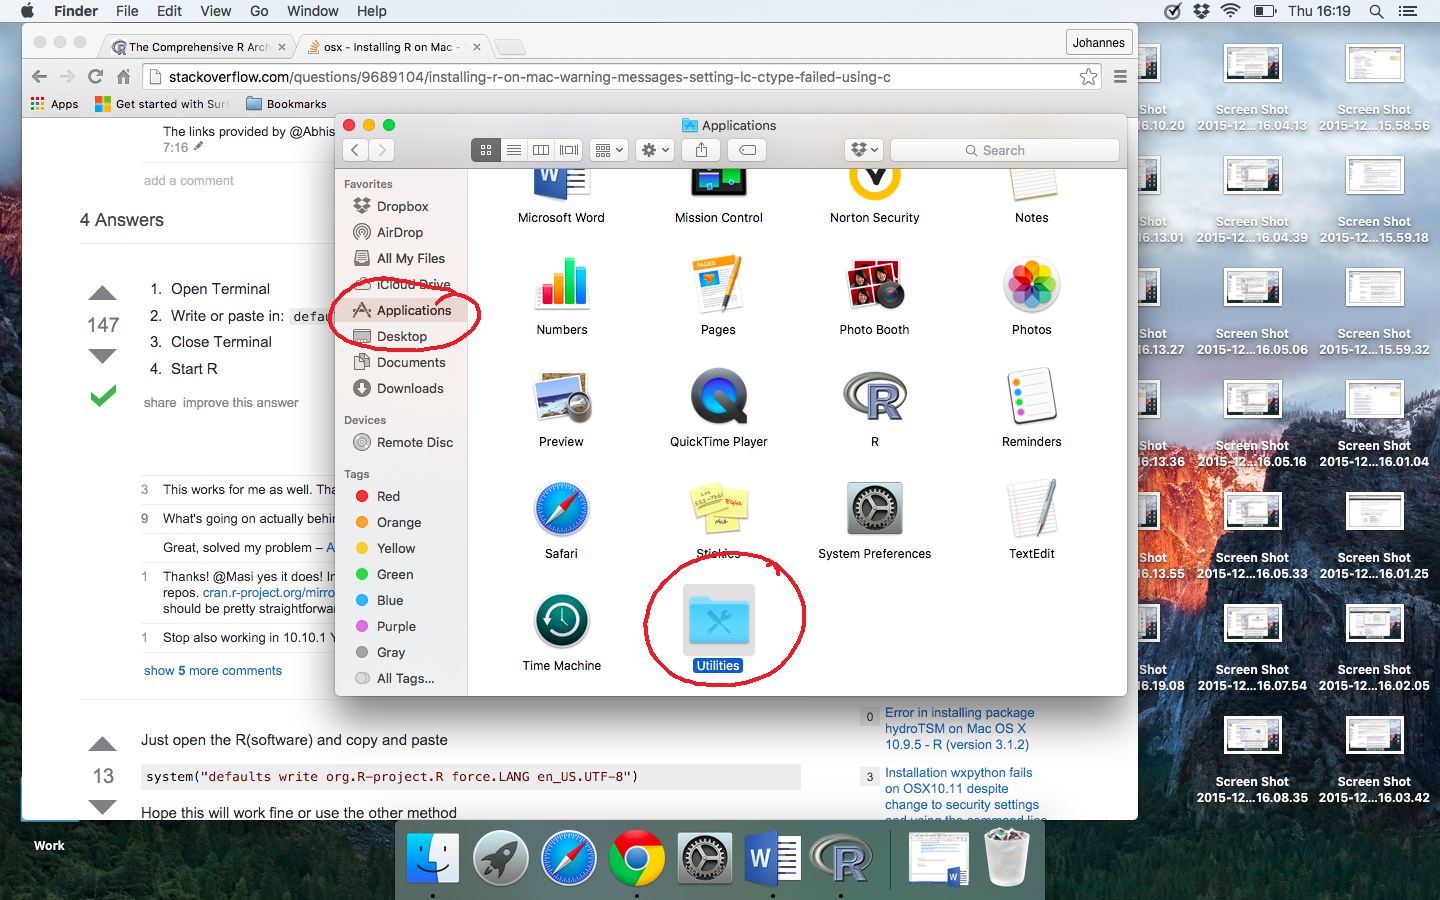 Finder File Edit View Go Window Help
Thu 16:19
The Comprehensive R Arch
osx - Installing R on Mac -
Johannes
stackoverflow.com/questions/9689104/installing-r-on-mac-warning-messages-setting-lc-ctype-failed-using-c
Apps
Get started with Surf
Bookmarks
The links provided by @Abhis
7:16
add a comment
4 Answers
147
1. Open Terminal
2. Write or paste in: defau
3. Close Terminal
4. Start R
share improve this answer
3 This works for me as well. Tha
9 What's going on actually behin
Great, solved my problem – A
1 Thanks! @Masi yes it does! In
repos. cran.r-project.org/mirro
should be pretty straightforwar
1 Stop also working in 10.10.1 Y
show 5 more comments
13
Just open the R(software) and copy and paste
system("defaults write org.R-project.R force.LANG en_US.UTF-8")
Hope this will work fine or use the other method
0 Error in installing package
hydroTSM on Mac OS X
10.9.5 - R (version 3.1.2)
3 Installation wxpython fails
on OSX10.11 despite
change to security settings
and using the command line
Applications
Search
Favorites
Dropbox
AirDrop
All My Files
iCloud Drive
Applications
Desktop
Documents
Downloads
Devices
Remote Disc
Tags
Red
Orange
Yellow
Green
Blue
Purple
Gray
All Tags...
Microsoft Word
Mission Control
Norton Security
Notes
PAGES
Numbers
Pages
Photo Booth
Photos
Preview
QuickTime Player
R
Reminders
Safari
Stickies
System Preferences
TextEdit
Time Machine
Utilities
Shot
16.10.20
Screen Shot
2015-12...16.04.13
Screen Shot
2015-12...15.58.56
Shot
16.13.01
Screen Shot
2015-12...16.04.39
Screen Shot
2015-12...15.59.18
Shot
16.13.27
Screen Shot
2015-12...16.05.06
Screen Shot
2015-12...15.59.32
Shot
16.13.36
Screen Shot
2015-12...16.05.16
Screen Shot
2015-12...16.01.04
Shot
16.13.55
Screen Shot
2015-12...16.05.33
Screen Shot
2015-12...16.01.25
Shot
16.19.08
Screen Shot
2015-12...16.07.54
Screen Shot
2015-12...16.02.05
Screen Shot
2015-12...16.08.35
Screen Shot
2015-12...16.03.42
Work